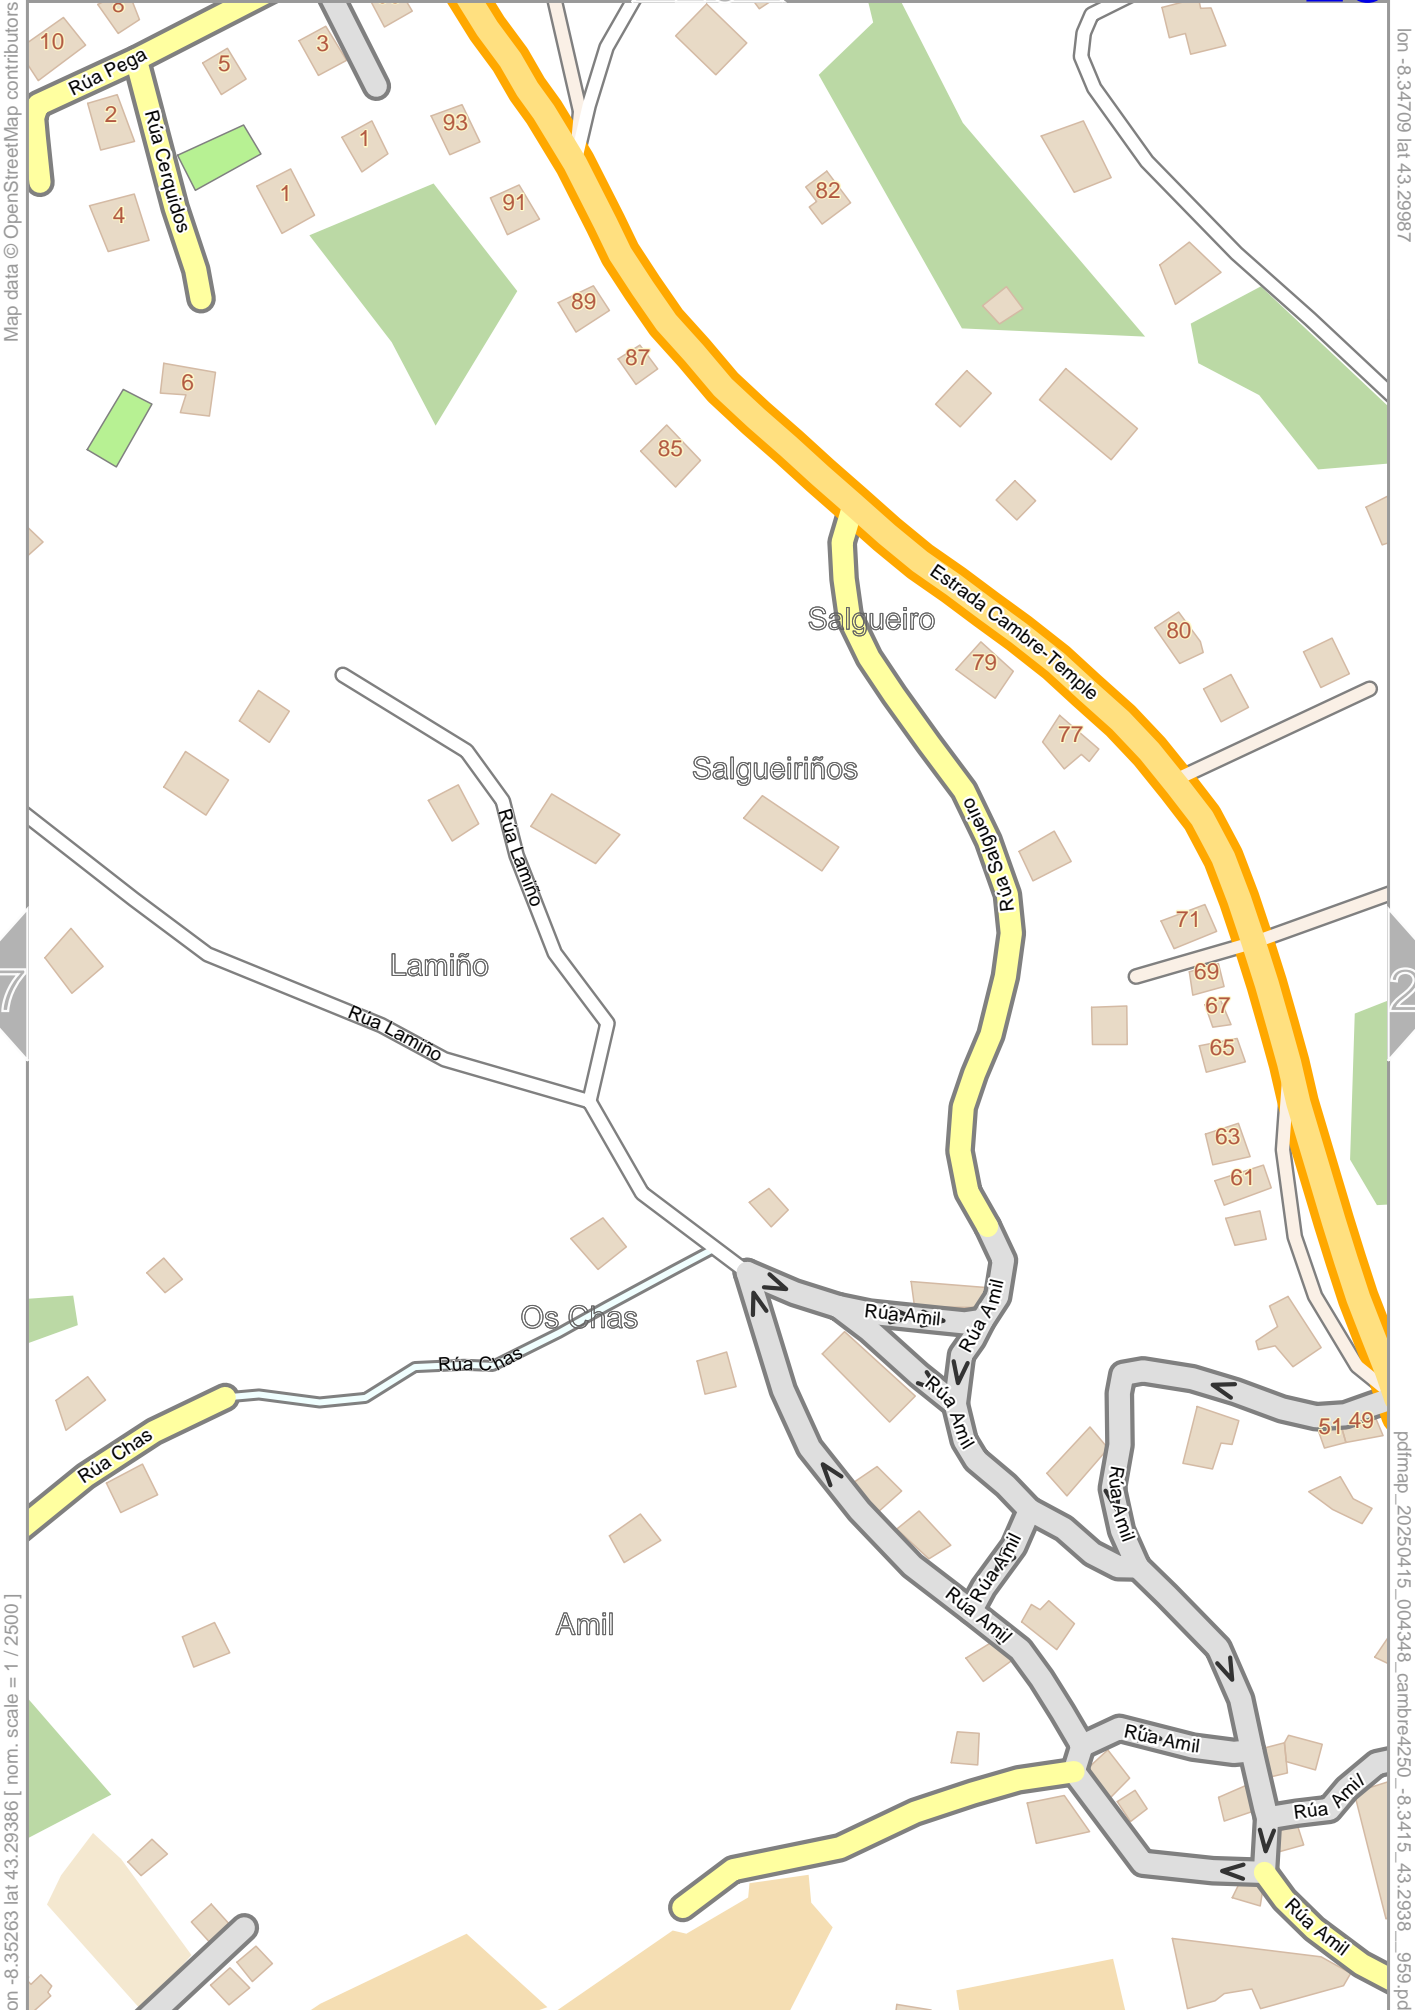 10
8
Rúa Pega
5
3
2
Rúa Cerquidos
1
93
1
91
4
82
89
87
6
85
Estrada Cambre-Temple
Salgueiro
79
80
77
Salgueiriños
Rúa Salgueiro
Rúa Lamiño
Lamiño
Rúa Lamiño
71
69
67
65
63
61
7
2
Os Chas
Rúa Chas
Rúa Chas
Rúa Amil
Rúa Amil
Rúa Amil
51
49
Rúa Amil
Rúa Amil
Rúa Amil
Amil
Rúa Amil
Rúa Amil
Rúa Amil
Map data © OpenStreetMap contributors
on -8.35263 lat 43.29386 [ nom. scale = 1 / 2500 ]
lon -8.34709 lat 43.29987
pdfmap_20250415_004348_cambre4250_-8.3415_43.2938__959.pd